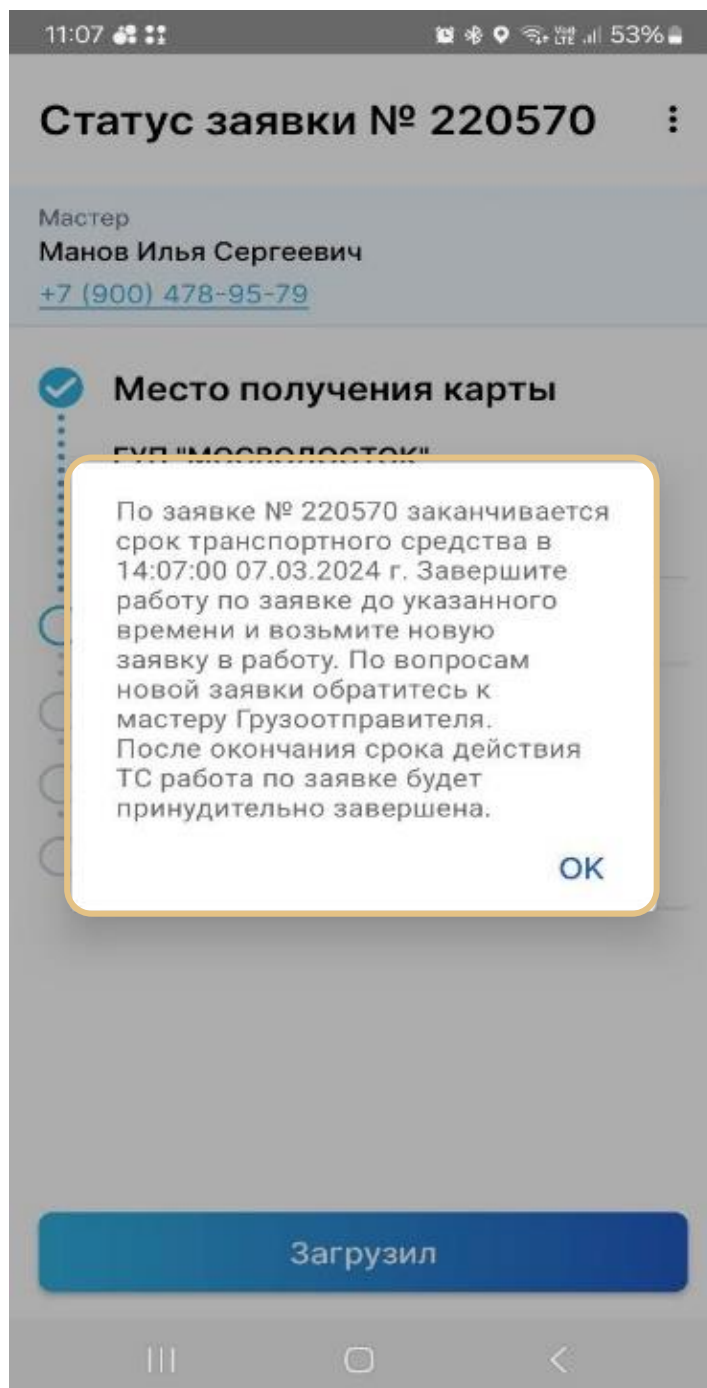 11:07 53%
Статус заявки № 220570
Мастер
Манов Илья Сергеевич
+7 (900) 478-95-79
Место получения карты
ГУП "МОСВОДОСТОК"
По заявке № 220570 заканчивается
срок транспортного средства в
14:07:00 07.03.2024 г. Завершите
работу по заявке до указанного
времени и возьмите новую
заявку в работу. По вопросам
новой заявки обратитесь к
мастеру Грузоотправителя.
После окончания срока действия
ТС работа по заявке будет
принудительно завершена.
OK
Загрузил